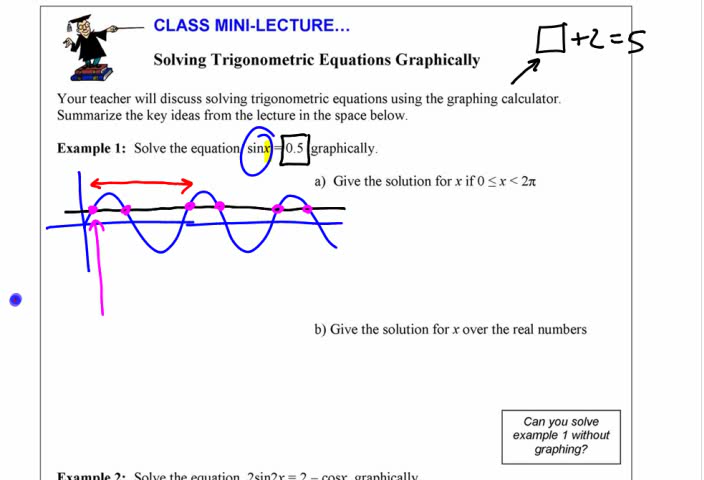 CLASS MINI-LECTURE…
□ + 2 = 5
Solving Trigonometric Equations Graphically
Your teacher will discuss solving trigonometric equations using the graphing calculator.
Summarize the key ideas from the lecture in the space below.
Example 1: Solve the equation sinx = 0.5 graphically.
a) Give the solution for x if 0 ≤ x < 2π
b) Give the solution for x over the real numbers
Can you solve
example 1 without
graphing?
Example 2: Solve the equation 2sin2x = 2 – cosx graphically